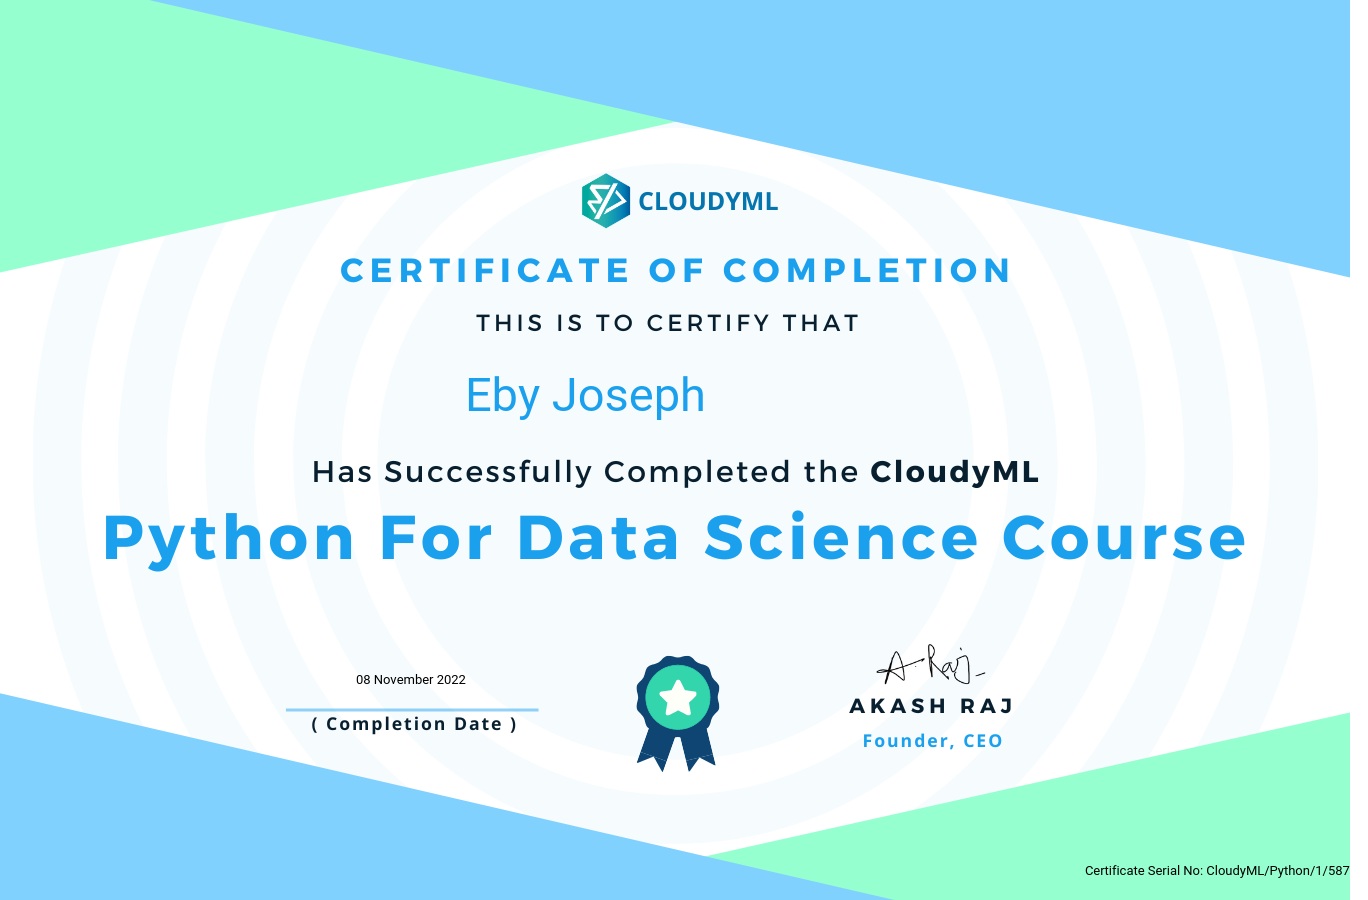 CLOUDYML
CERTIFICATE OF COMPLETION
THIS IS TO CERTIFY THAT
Eby Joseph
Has Successfully Completed the CloudyML
Python For Data Science Course
08 November 2022
( Completion Date )
A. Raj
AKASH RAJ
Founder, CEO
Certificate Serial No: CloudyML/Python/1/587